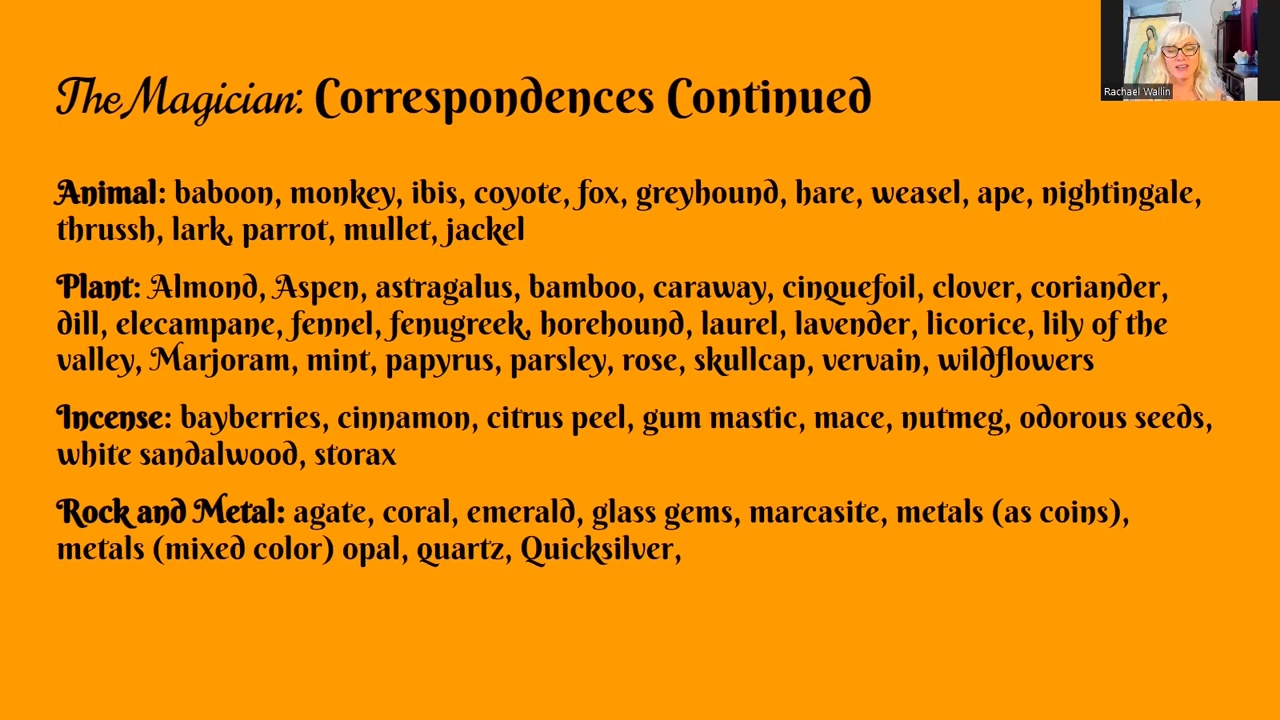 The Magician: Correspondences Continued
Rachael Wallin
Animal: baboon, monkey, ibis, coyote, fox, greyhound, hare, weasel, ape, nightingale,
thrussh, lark, parrot, mullet, jackel
Plant: Almond, Aspen, astragalus, bamboo, caraway, cinquefoil, clover, coriander,
dill, elecampane, fennel, fenugreek, horehound, laurel, lavender, licorice, lily of the
valley, Marjoram, mint, papyrus, parsley, rose, skullcap, vervain, wildflowers
Incense: bayberries, cinnamon, citrus peel, gum mastic, mace, nutmeg, odorous seeds,
white sandalwood, storax
Rock and Metal: agate, coral, emerald, glass gems, marcasite, metals (as coins),
metals (mixed color) opal, quartz, Quicksilver,